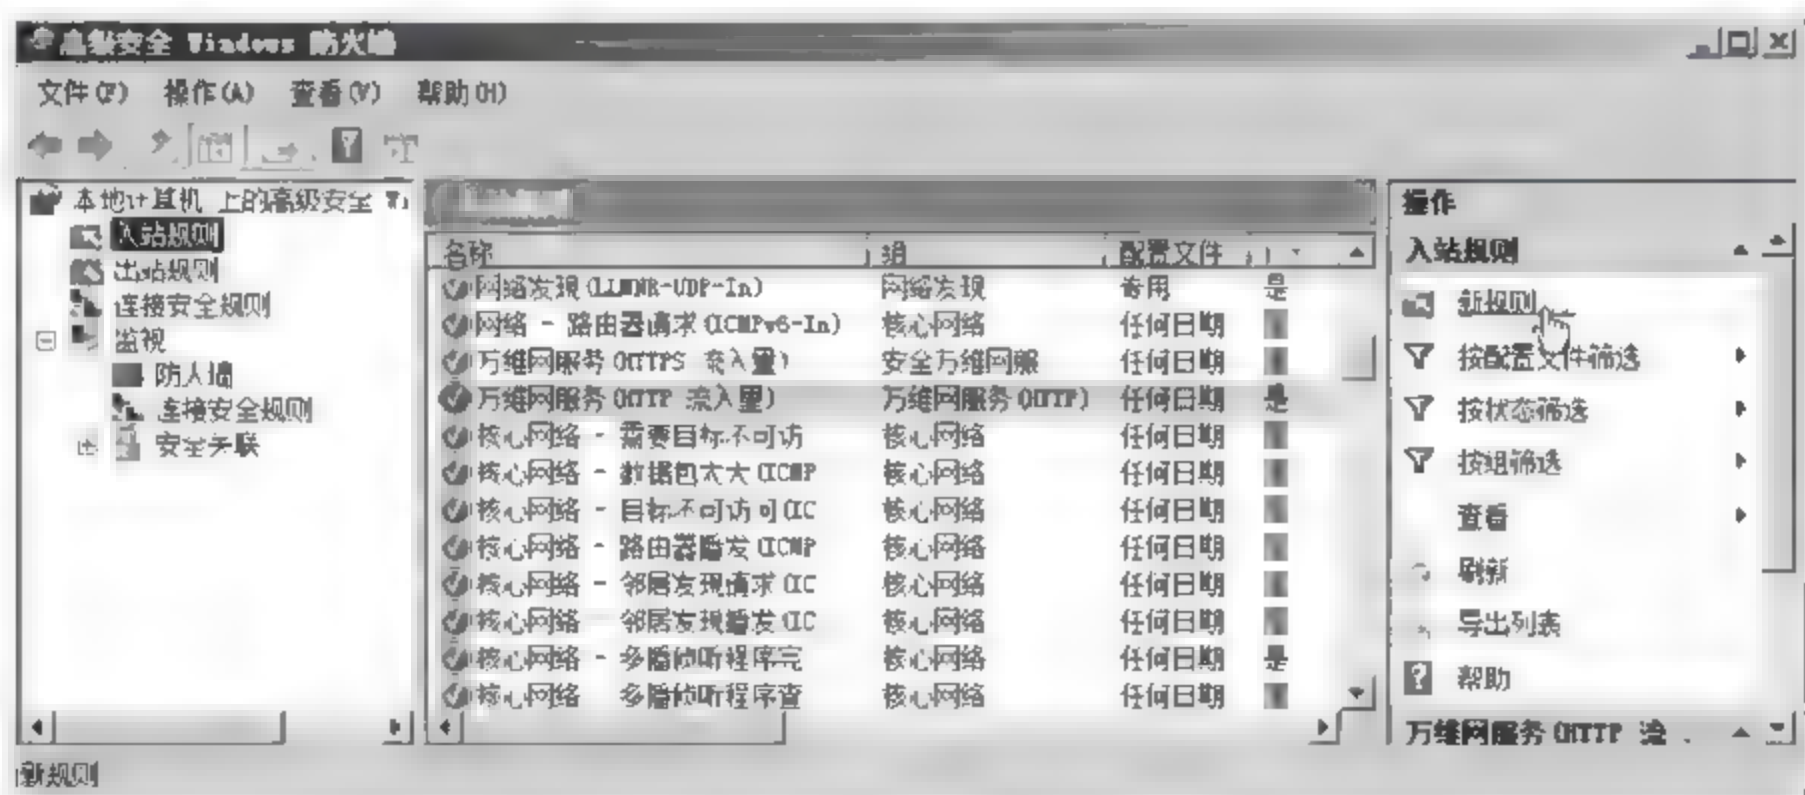 高级安全 Windows 防火墙
文件(F) 操作(A) 查看(V) 帮助(H)
本地计算机 上的高级安全 Wi
入站规则
出站规则
连接安全规则
监视
防火墙
连接安全规则
安全关联
名称 组 配置文件
网络发现(LLMNR-UDP-In) 网络发现 专用 是
网络 - 路由器请求(ICMPv6-In) 核心网络 任何日期
万维网服务(HTTPS 流入量) 安全万维网服 任何日期
万维网服务(HTTP 流入量) 万维网服务(HTTP) 任何日期 是
核心网络 - 需要目标不可访 核心网络 任何日期
核心网络 - 数据包太大(ICMP 核心网络 任何日期
核心网络 - 目标不可访问(IC 核心网络 任何日期
核心网络 - 路由器播发(ICMP 核心网络 任何日期
核心网络 - 邻居发现请求(IC 核心网络 任何日期
核心网络 - 邻居发现播发(IC 核心网络 任何日期
核心网络 - 多播侦听程序完 核心网络 任何日期 是
核心网络 - 多播侦听程序查 核心网络 任何日期
操作
入站规则
新规则
按配置文件筛选
按状态筛选
按组筛选
查看
刷新
导出列表
帮助
万维网服务(HTTP 流
新规则